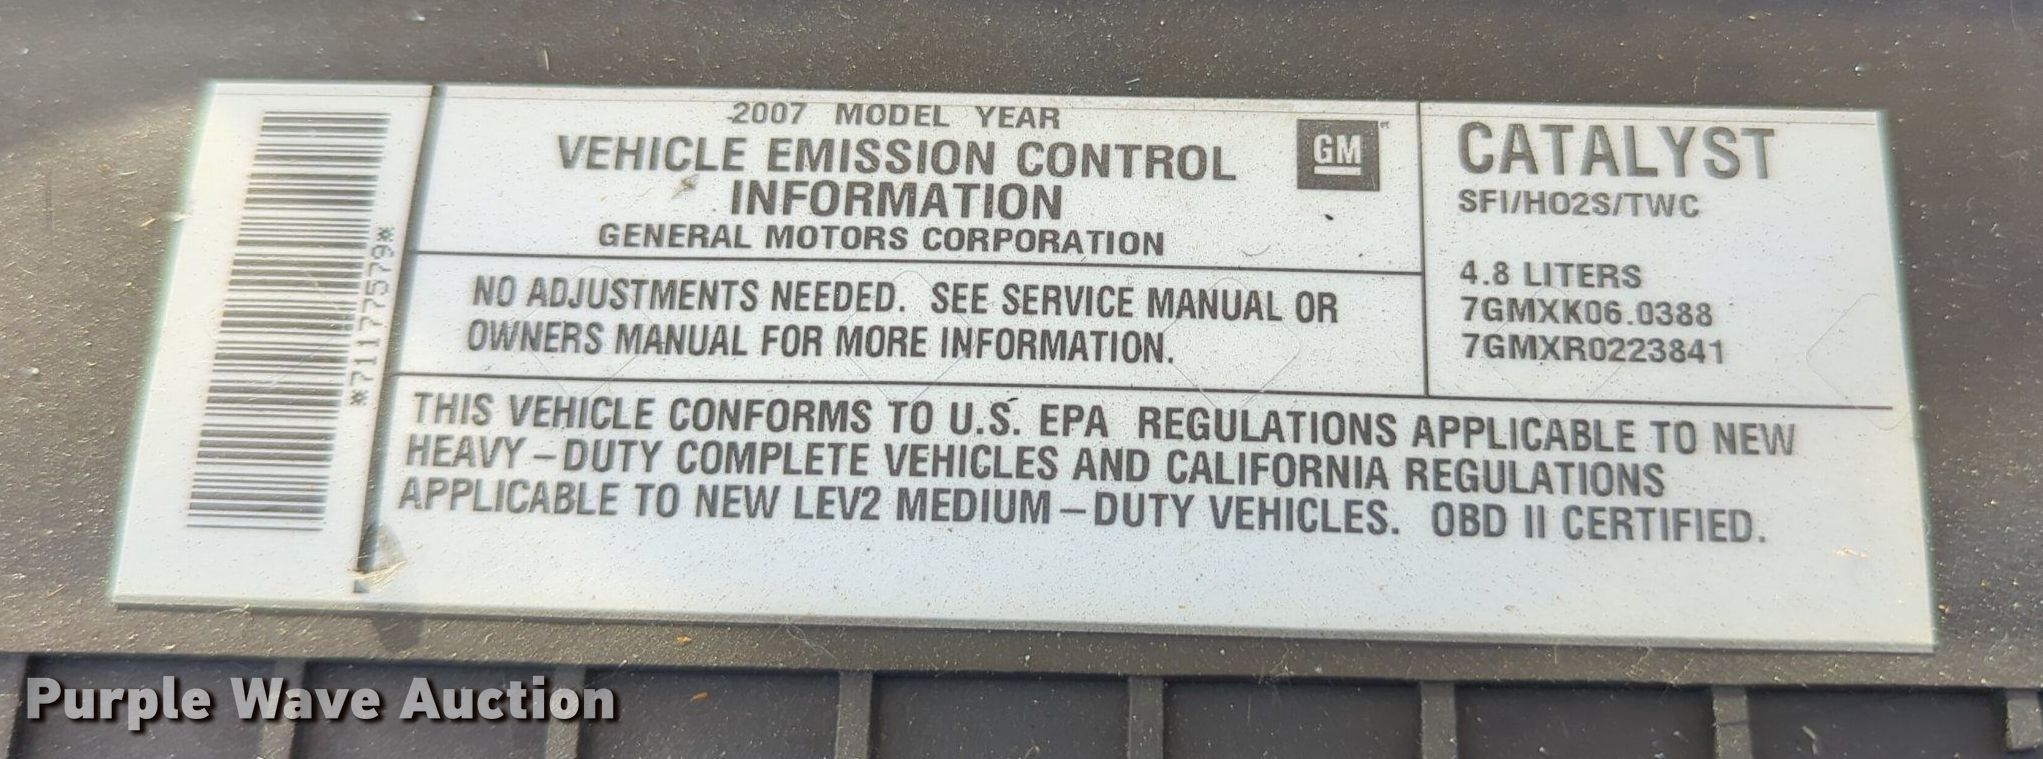 *71177579*
2007 MODEL YEAR
VEHICLE EMISSION CONTROL
INFORMATION
GENERAL MOTORS CORPORATION
GM
NO ADJUSTMENTS NEEDED. SEE SERVICE MANUAL OR
OWNERS MANUAL FOR MORE INFORMATION.
CATALYST
SFI/HO2S/TWC
4.8 LITERS
7GMXK06.0388
7GMXR0223841
THIS VEHICLE CONFORMS TO U.S. EPA REGULATIONS APPLICABLE TO NEW
HEAVY-DUTY COMPLETE VEHICLES AND CALIFORNIA REGULATIONS
APPLICABLE TO NEW LEV2 MEDIUM-DUTY VEHICLES. OBD II CERTIFIED.
Purple Wave Auction